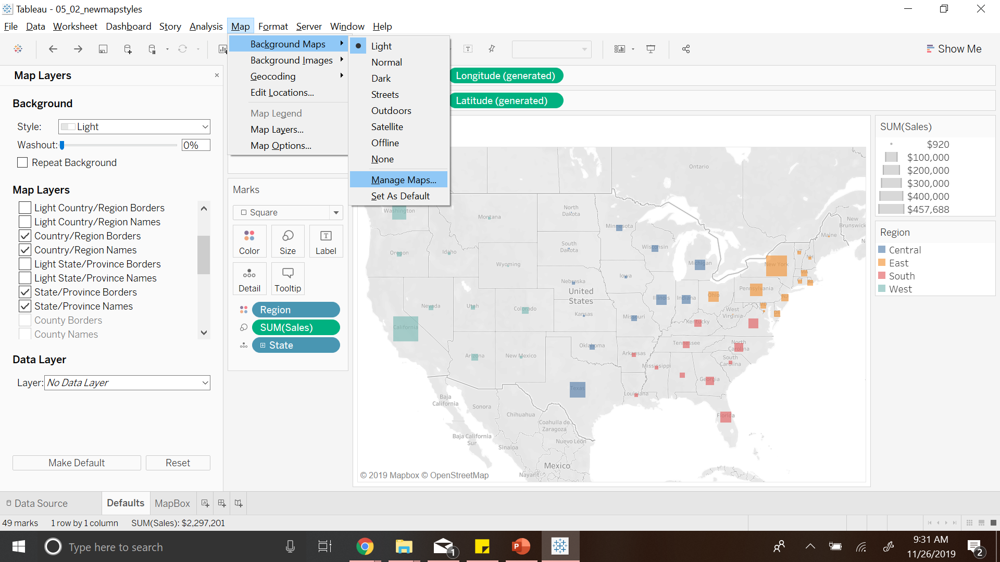 Tableau - 05_02_newmapstyles
File Data Worksheet Dashboard Story Analysis Map Format Server Window Help
Show Me
Background Maps
Background Images
Geocoding
Edit Locations...
Map Legend
Map Layers...
Map Options...
Light
Normal
Dark
Streets
Outdoors
Satellite
Offline
None
Manage Maps...
Set As Default
Map Layers
Background
Style: Light
Washout: 0%
Repeat Background
Map Layers
Light Country/Region Borders
Light Country/Region Names
Country/Region Borders
Country/Region Names
Light State/Province Borders
Light State/Province Names
State/Province Borders
State/Province Names
County Borders
County Names
Data Layer
Layer: No Data Layer
Make Default Reset
Marks
Square
Color Size Label
Detail Tooltip
Region
SUM(Sales)
State
Longitude (generated)
Latitude (generated)
Ontario
Washington
Montana
North
Dakota
Minnesota
New
Brunswick
Maine
Oregon
Idaho
South
Dakota
Wisconsin
Michigan
VT
NH
New York
Wyoming
Iowa
MA
CT
RI
Nebraska
United
States
Pennsylvania
Illinois
Indiana
Ohio
NJ
MD
DE
Nevada
Utah
Colorado
Kansas
Missouri
West
Virginia
Kentucky
California
Oklahoma
Tennessee
North
Carolina
Arizona
New Mexico
Arkansas
South
Carolina
Mississippi
Georgia
Texas
Louisiana
Florida
Baja
California
Sonora
Chihuahua
Coahuila de
Zaragoza
Baja California
Sur
Sinaloa
Nuevo León
Mexico
Nayarit
© 2019 Mapbox © OpenStreetMap
SUM(Sales)
$920
$100,000
$200,000
$300,000
$400,000
$457,688
Region
Central
East
South
West
Data Source Defaults MapBox
49 marks 1 row by 1 column SUM(Sales): $2,297,201
Type here to search
1
P
9:31 AM
11/26/2019
2